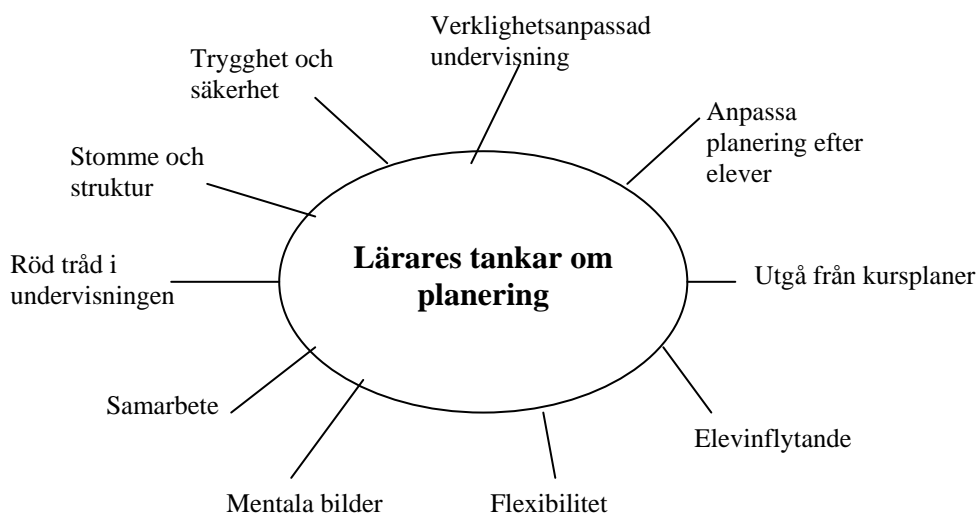 Verklighetsanpassad
undervisning
Trygghet och
säkerhet
Anpassa
planering efter
elever
Stomme och
struktur
Lärares tankar om
planering
Röd tråd i
undervisningen
Utgå från kursplaner
Samarbete
Elevinflytande
Mentala bilder
Flexibilitet